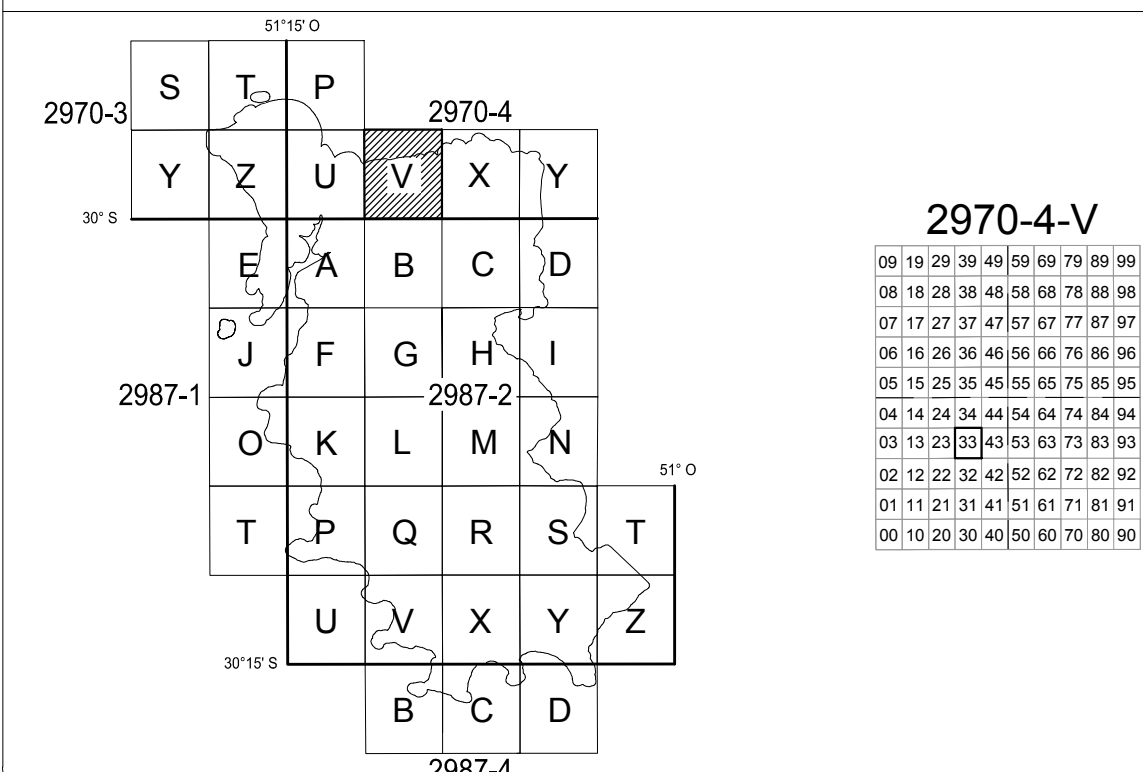 51°15' O
S T P
2970-3 2970-4
Y Z U V X Y
30° S
E A B C D
J F G H I
2987-1 2987-2
O K L M N
51° O
T P Q R S T
U V X Y Z
30°15' S
B C D
2987-4
2970-4-V
09 19 29 39 49 59 69 79 89 99
08 18 28 38 48 58 68 78 88 98
07 17 27 37 47 57 67 77 87 97
06 16 26 36 46 56 66 76 86 96
05 15 25 35 45 55 65 75 85 95
04 14 24 34 44 54 64 74 84 94
03 13 23 33 43 53 63 73 83 93
02 12 22 32 42 52 62 72 82 92
01 11 21 31 41 51 61 71 81 91
00 10 20 30 40 50 60 70 80 90